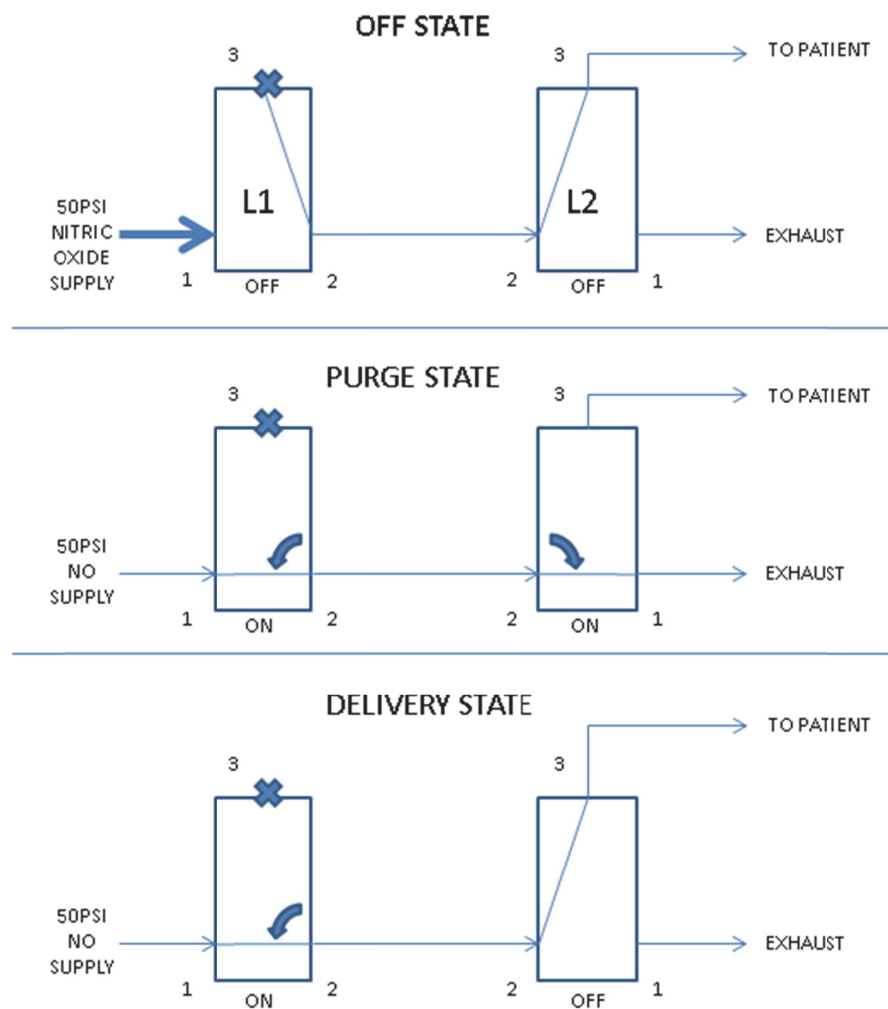 OFF STATE
3
3
TO PATIENT
L1
L2
50PSI
NITRIC
OXIDE
SUPPLY
EXHAUST
1
OFF
2
2
OFF
1
PURGE STATE
3
3
TO PATIENT
50PSI
NO
SUPPLY
EXHAUST
1
ON
2
2
ON
1
DELIVERY STATE
3
3
TO PATIENT
50PSI
NO
SUPPLY
EXHAUST
1
ON
2
2
OFF
1